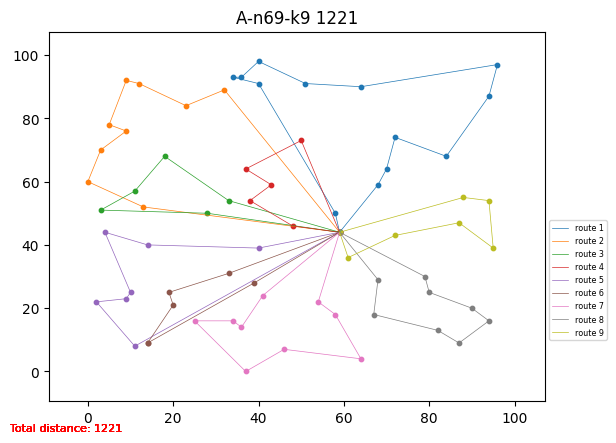 A-n69-k9 1221
100
80
60
40
20
0
0 20 40 60 80 100
route 1
route 2
route 3
route 4
route 5
route 6
route 7
route 8
route 9
Total distance: 1221